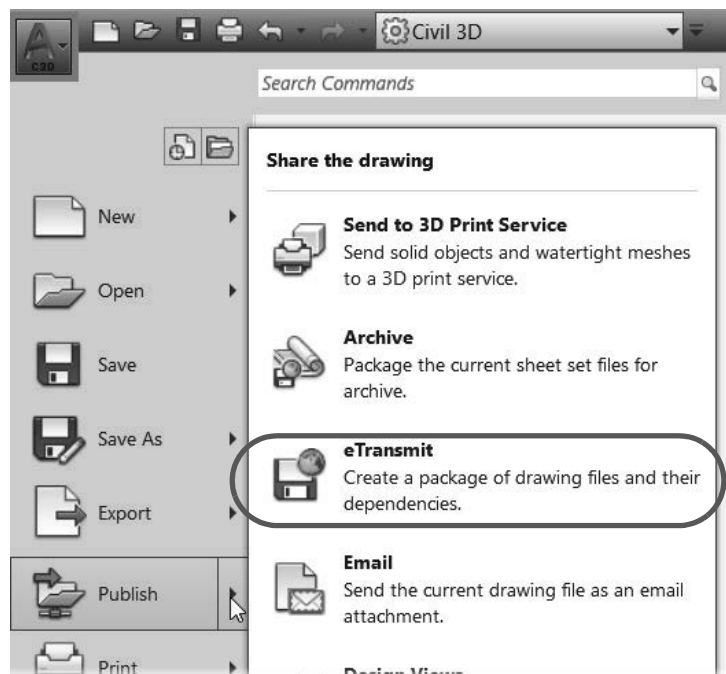 C3D
Civil 3D
Search Commands
Share the drawing
New
Open
Save
Save As
Export
Publish
Print
Send to 3D Print Service
Send solid objects and watertight meshes
to a 3D print service.
Archive
Package the current sheet set files for
archive.
eTransmit
Create a package of drawing files and their
dependencies.
Email
Send the current drawing file as an email
attachment.
Design Views